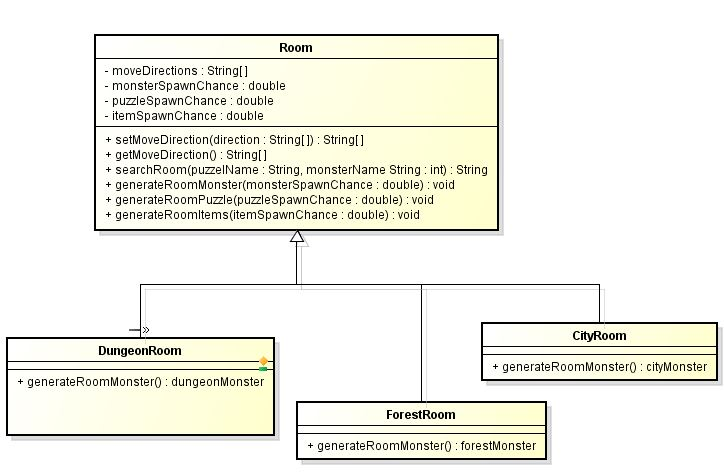 Room
- moveDirections : String[]
- monsterSpawnChance : double
- puzzleSpawnChance : double
- itemSpawnChance : double
+ setMoveDirection(direction : String[]) : String[]
+ getMoveDirection() : String[]
+ searchRoom(puzzelName : String, monsterName String : int) : String
+ generateRoomMonster(monsterSpawnChance : double) : void
+ generateRoomPuzzle(puzzleSpawnChance : double) : void
+ generateRoomItems(itemSpawnChance : double) : void
DungeonRoom
+ generateRoomMonster() : dungeonMonster
ForestRoom
+ generateRoomMonster() : forestMonster
CityRoom
+ generateRoomMonster() : cityMonster